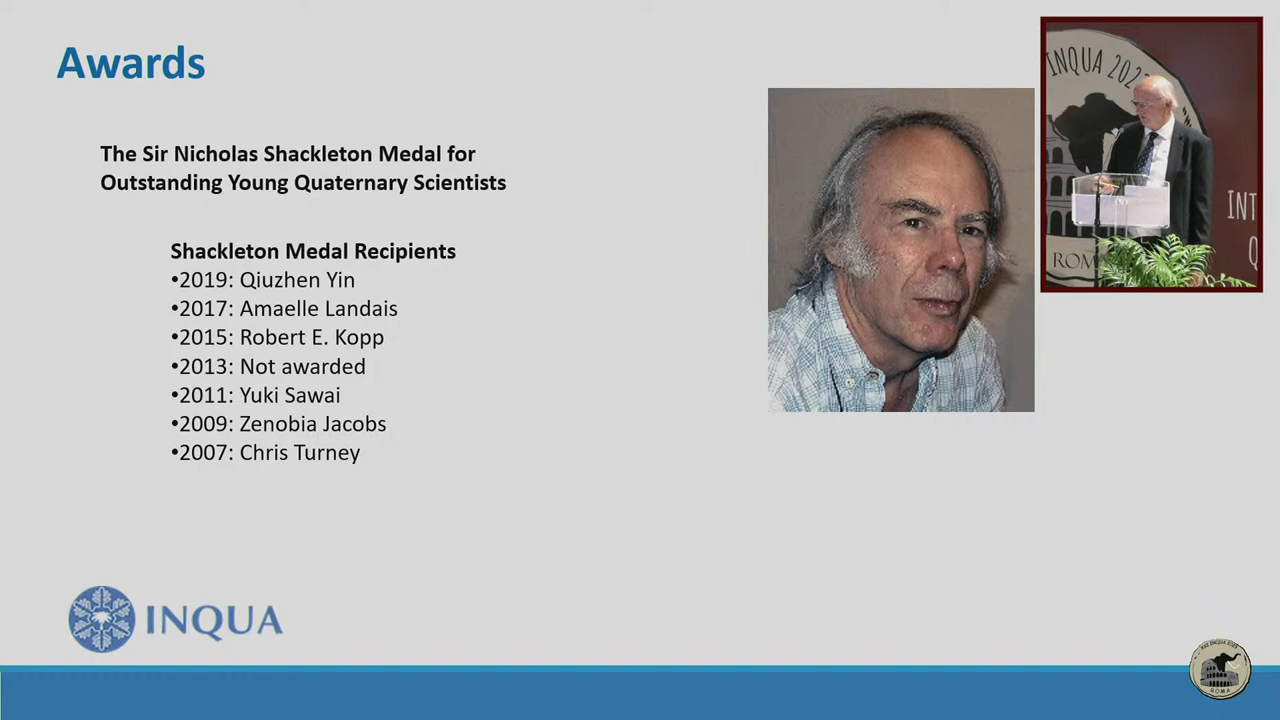 Awards
The Sir Nicholas Shackleton Medal for
Outstanding Young Quaternary Scientists
Shackleton Medal Recipients
•2019: Qiuzhen Yin
•2017: Amaelle Landais
•2015: Robert E. Kopp
•2013: Not awarded
•2011: Yuki Sawai
•2009: Zenobia Jacobs
•2007: Chris Turney
INQUA 202
INT
Q
ROM
INQUA
ROMA